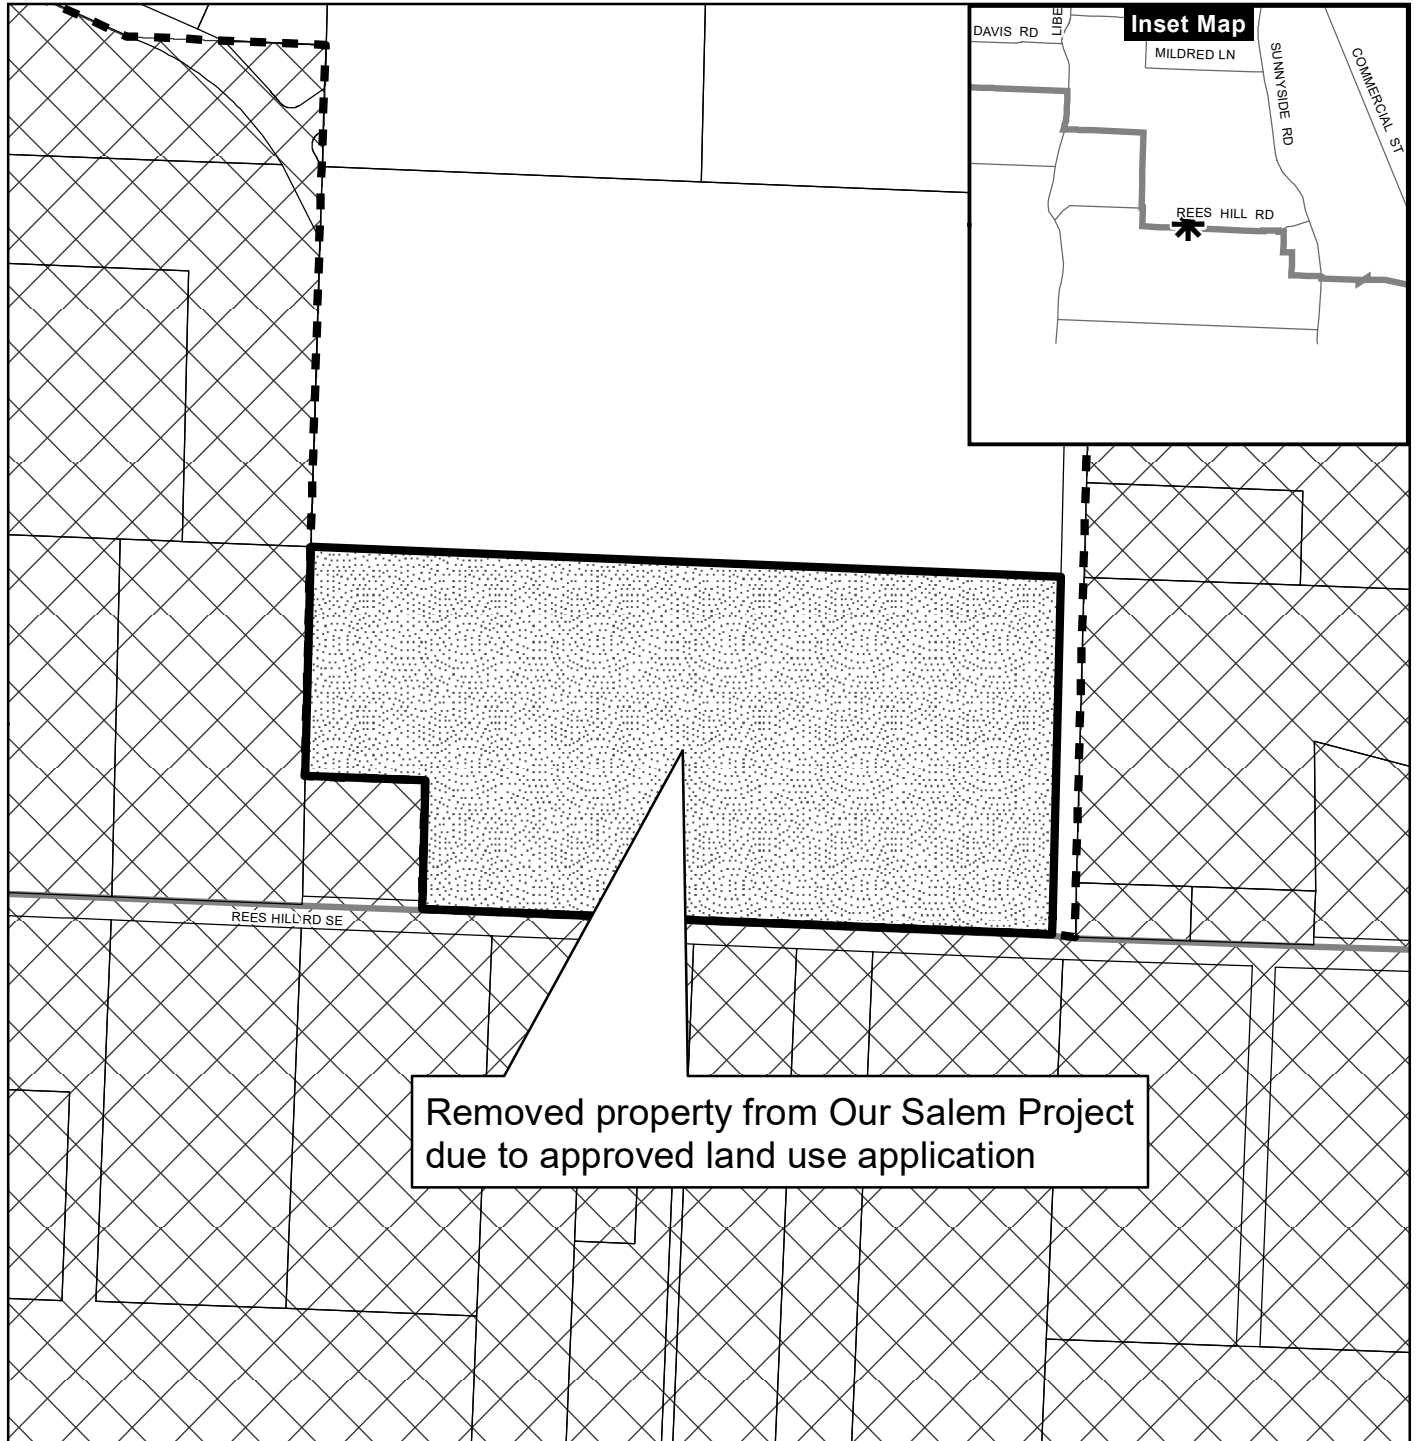 Inset Map
DAVIS RD
LIBE
MILDRED LN
SUNNYSIDE RD
COMMERCIAL ST
REES HILL RD
REES HILL RD SE
Removed property from Our Salem Project
due to approved land use application